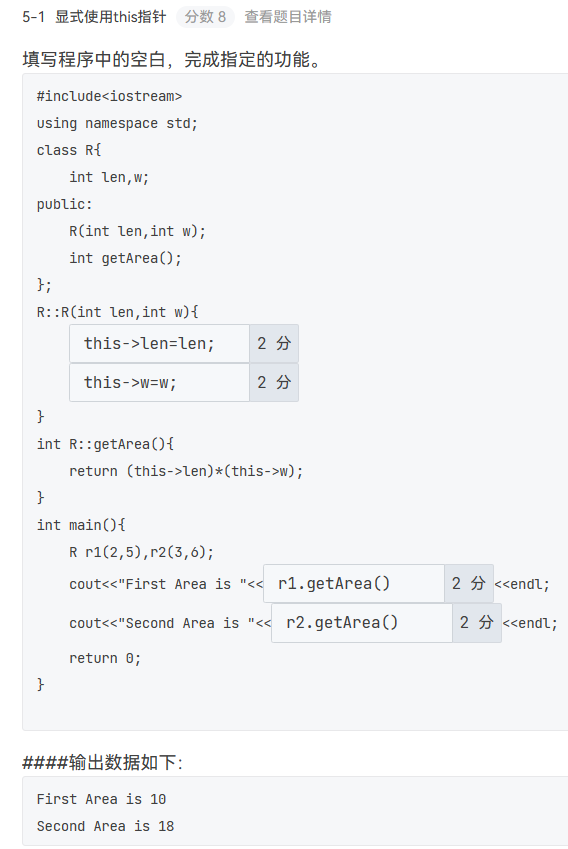 5-1 显式使用this指针 分数 8 查看题目详情
填写程序中的空白，完成指定的功能。
#include<iostream>
using namespace std;
class R{
    int len,w;
public:
    R(int len,int w);
    int getArea();
};
R::R(int len,int w){
    this->len=len; 2 分
    this->w=w; 2 分
}
int R::getArea(){
    return (this->len)*(this->w);
}
int main(){
    R r1(2,5),r2(3,6);
    cout<<"First Area is "<< r1.getArea() 2 分 <<endl;
    cout<<"Second Area is "<< r2.getArea() 2 分 <<endl;
    return 0;
}
####输出数据如下:
First Area is 10
Second Area is 18